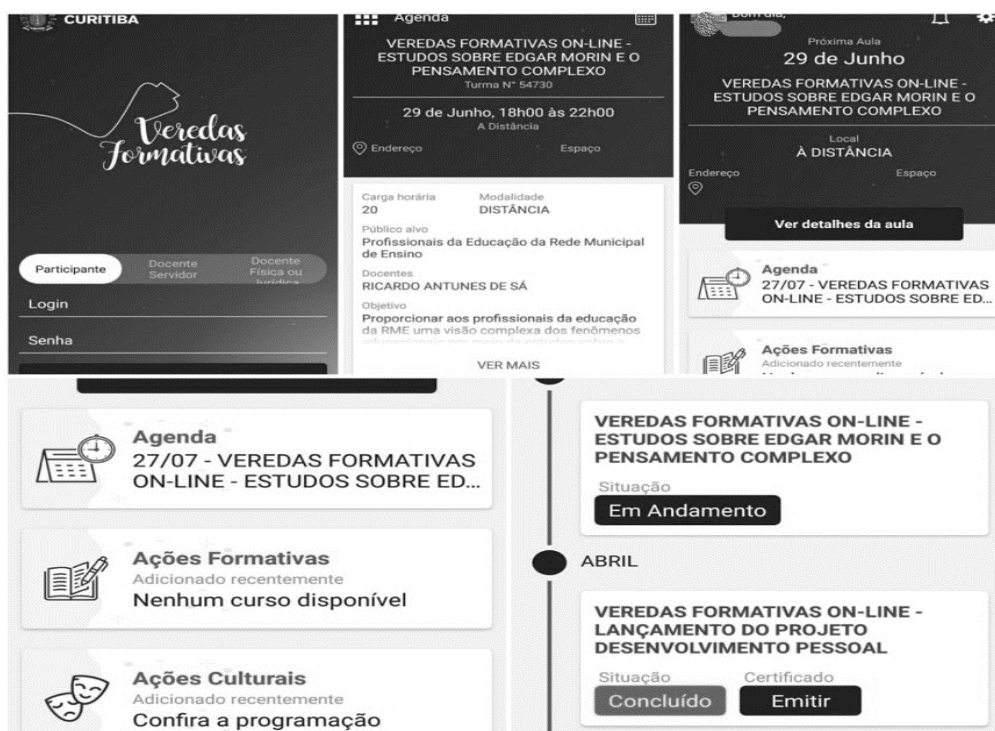 CURITIBA
Veredas
Formativas
Participante
Docente
Servidor
Docente
Física ou
Jurídica
Login
Senha
Agenda
VEREDAS FORMATIVAS ON-LINE -
ESTUDOS SOBRE EDGAR MORIN E O
PENSAMENTO COMPLEXO
Turma N° 54730
29 de Junho, 18h00 às 22h00
A Distância
Endereço
Espaço
Carga horária
Modalidade
20
DISTÂNCIA
Público alvo
Profissionais da Educação da Rede Municipal
de Ensino
Docentes
RICARDO ANTUNES DE SÁ
Objetivo
Proporcionar aos profissionais da educação
da RME uma visão complexa dos fenômenos
VER MAIS
Bom dia,
Próxima Aula
29 de Junho
VEREDAS FORMATIVAS ON-LINE -
ESTUDOS SOBRE EDGAR MORIN E O
PENSAMENTO COMPLEXO
Local
À DISTÂNCIA
Endereço
Espaço
Ver detalhes da aula
Agenda
27/07 - VEREDAS FORMATIVAS
ON-LINE - ESTUDOS SOBRE ED...
Ações Formativas
Adicionado recentemente
Agenda
27/07 - VEREDAS FORMATIVAS
ON-LINE - ESTUDOS SOBRE ED...
Ações Formativas
Adicionado recentemente
Nenhum curso disponível
Ações Culturais
Adicionado recentemente
Confira a programação
VEREDAS FORMATIVAS ON-LINE -
ESTUDOS SOBRE EDGAR MORIN E O
PENSAMENTO COMPLEXO
Situação
Em Andamento
ABRIL
VEREDAS FORMATIVAS ON-LINE -
LANÇAMENTO DO PROJETO
DESENVOLVIMENTO PESSOAL
Situação
Certificado
Concluído
Emitir